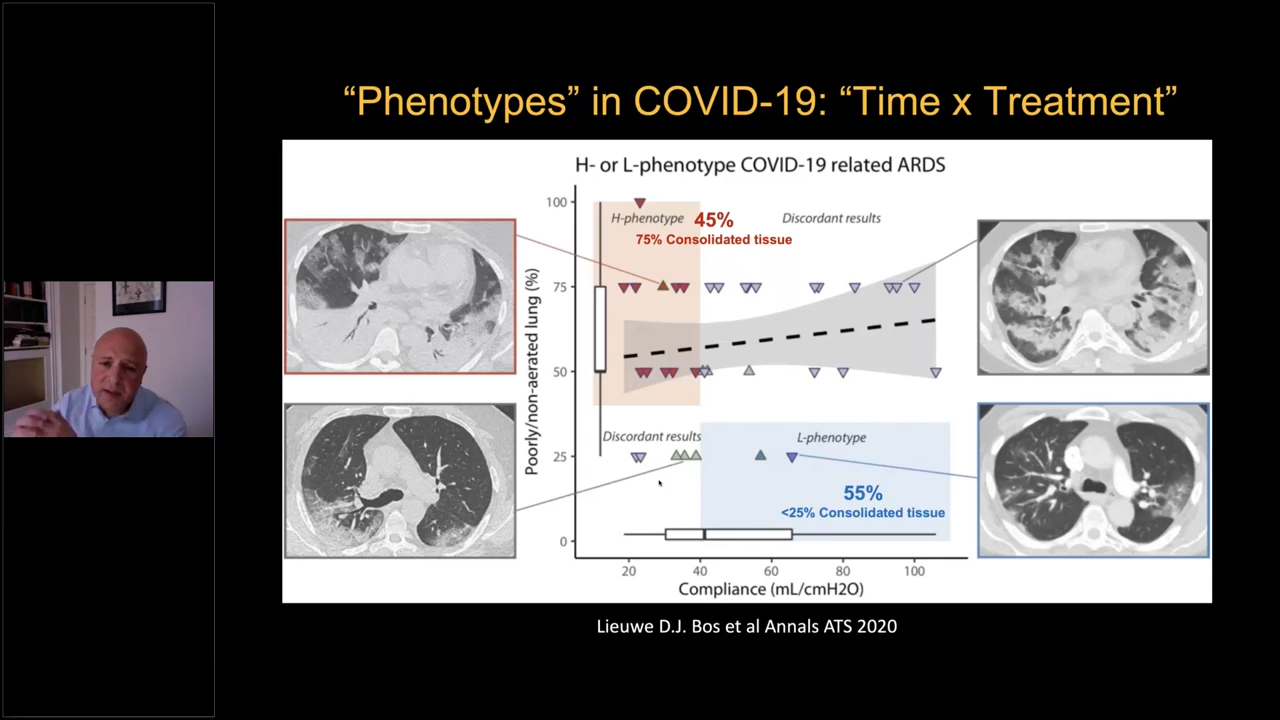 “Phenotypes” in COVID-19: “Time x Treatment”
H- or L-phenotype COVID-19 related ARDS
Poorly/non-aerated lung (%)
100
75
50
25
0
H-phenotype 45%
75% Consolidated tissue
Discordant results
Discordant results
L-phenotype
55%
<25% Consolidated tissue
20 40 60 80 100
Compliance (mL/cmH2O)
Lieuwe D.J. Bos et al Annals ATS 2020